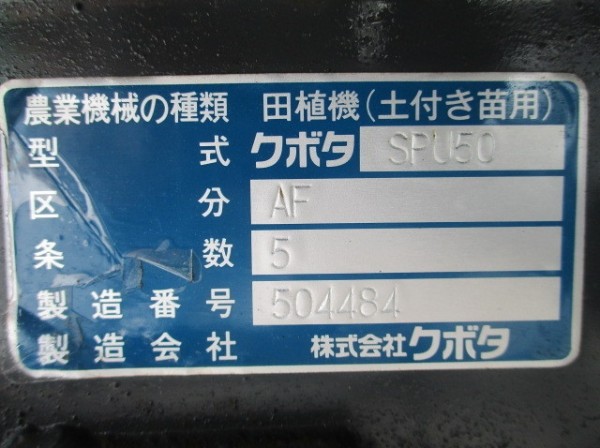 農業機械の種類 田植機(土付き苗用)
型式 クボタ SPU50
区分 AF
条数 5
製造番号 504484
製造会社 株式会社クボタ